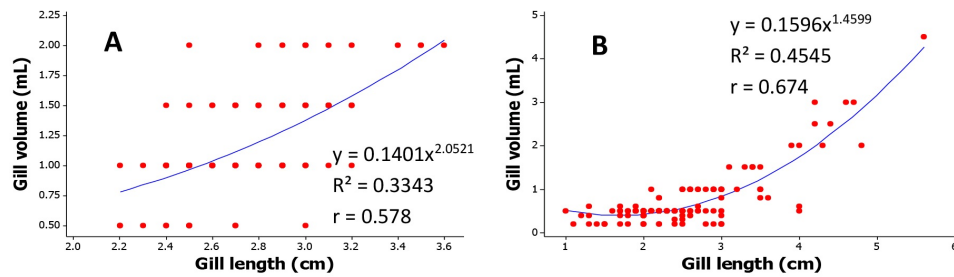 A
Gill volume (mL)
2.25
2.00
1.75
1.50
1.25
1.00
0.75
0.50
y = 0.1401x^2.0521
R² = 0.3343
r = 0.578
2.0 2.2 2.4 2.6 2.8 3.0 3.2 3.4 3.6
Gill length (cm)
B
Gill volume (mL)
y = 0.1596x^1.4599
R² = 0.4545
r = 0.674
5
4
3
2
1
0
1 2 3 4 5 6
Gill length (cm)